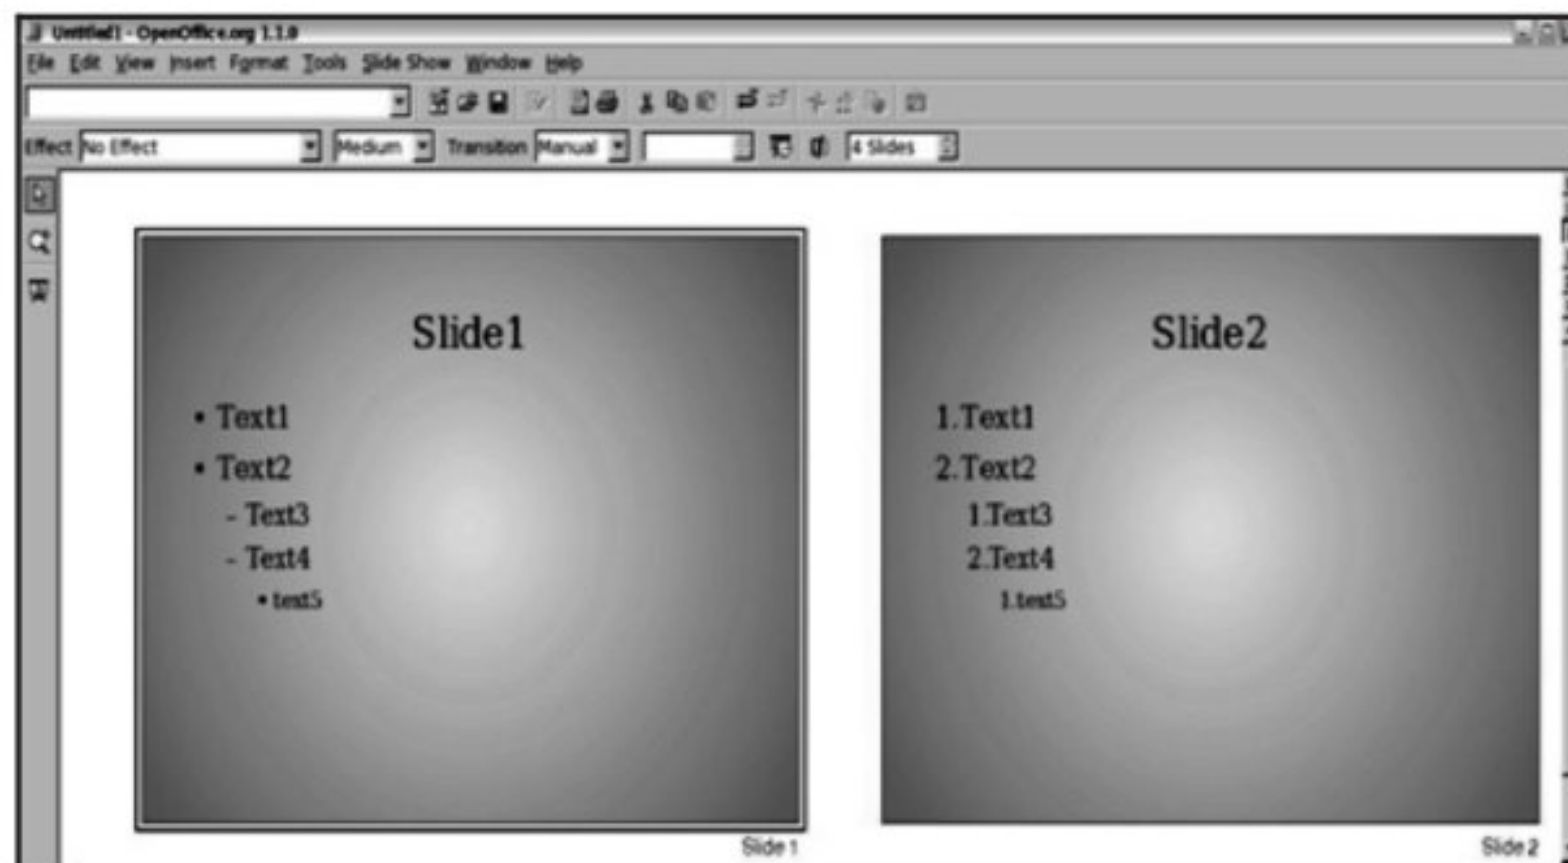 Untitled1 - OpenOffice.org 1.1.0
File Edit View Insert Format Tools Slide Show Window Help
Effect No Effect Medium Transition Manual 4 Slides
Slide1
• Text1
• Text2
- Text3
- Text4
• text5
Slide 1
Slide2
1.Text1
2.Text2
1.Text3
2.Text4
1.text5
Slide 2